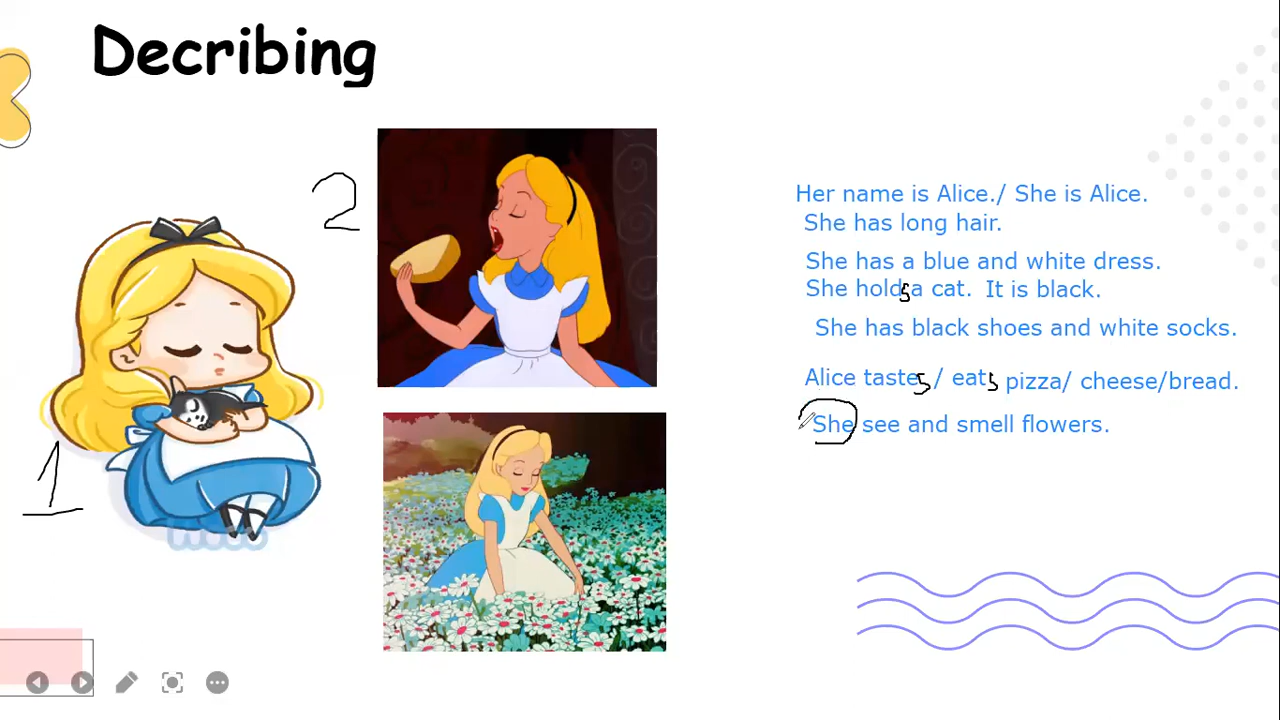 Decribing
2
1
Her name is Alice./ She is Alice.
She has long hair.
She has a blue and white dress.
She holds a cat. It is black.
She has black shoes and white socks.
Alice tastes / eats pizza/ cheese/bread.
She see and smell flowers.